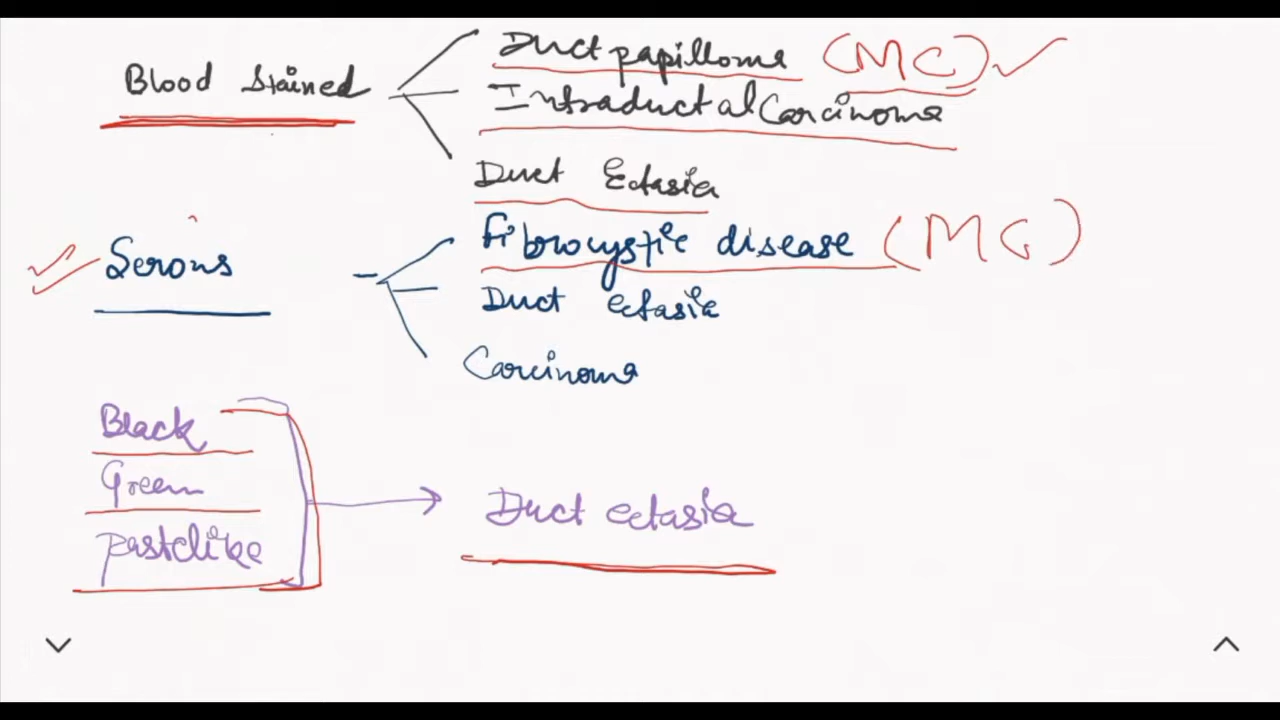 Duct papilloma (MC) ✓
Blood Stained
Intraductal Carcinoma
Duct Ectasia
Fibrocystic disease (MC)
Serous
Duct ectasia
Carcinoma
Black
Green
Duct ectasia
pastelike